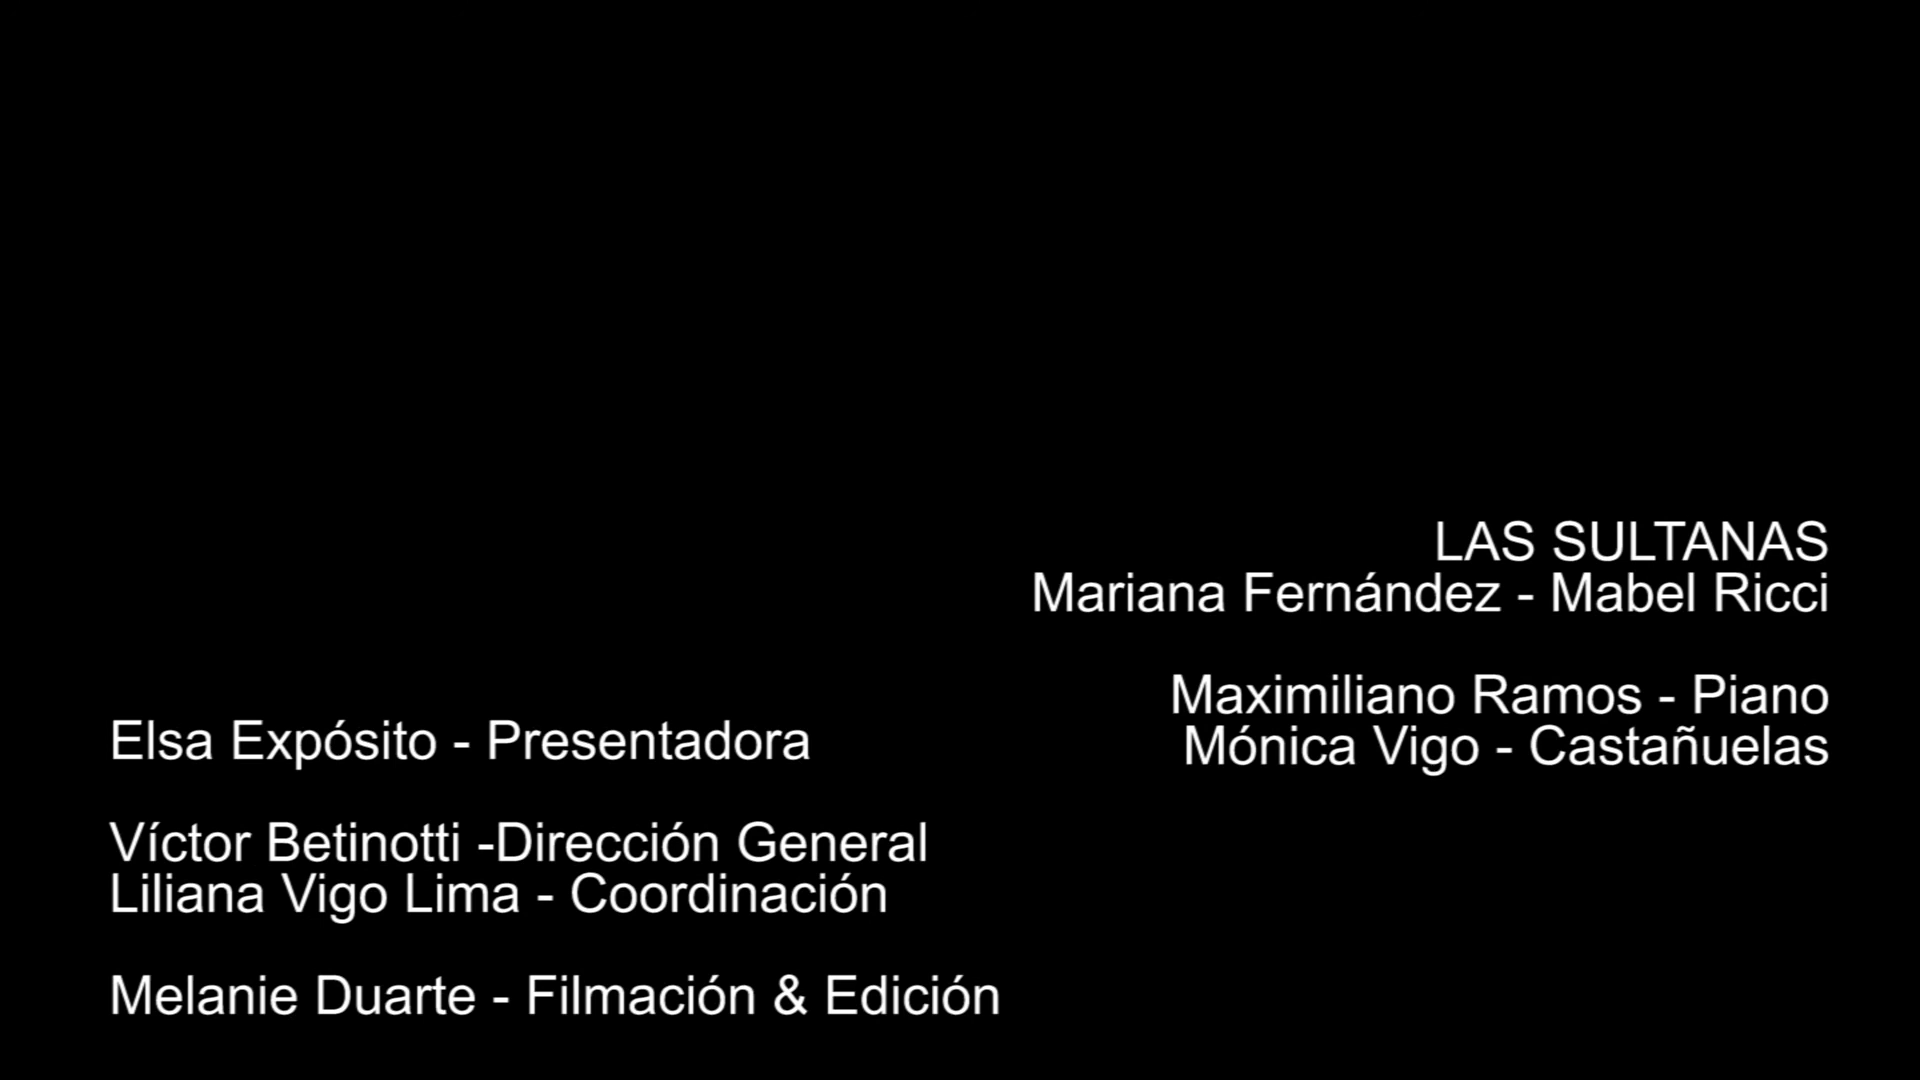 LAS SULTANAS
Mariana Fernández - Mabel Ricci
Maximiliano Ramos - Piano
Mónica Vigo - Castañuelas
Elsa Expósito - Presentadora
Víctor Betinotti -Dirección General
Liliana Vigo Lima - Coordinación
Melanie Duarte - Filmación & Edición